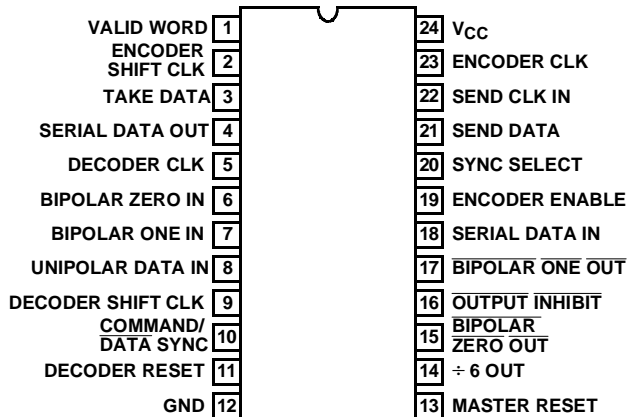 VALID WORD 1
ENCODER
SHIFT CLK 2
TAKE DATA 3
SERIAL DATA OUT 4
DECODER CLK 5
BIPOLAR ZERO IN 6
BIPOLAR ONE IN 7
UNIPOLAR DATA IN 8
DECODER SHIFT CLK 9
COMMAND/
DATA SYNC 10
DECODER RESET 11
GND 12
24 VCC
23 ENCODER CLK
22 SEND CLK IN
21 SEND DATA
20 SYNC SELECT
19 ENCODER ENABLE
18 SERIAL DATA IN
17 BIPOLAR ONE OUT
16 OUTPUT INHIBIT
BIPOLAR
15 ZERO OUT
14 ÷ 6 OUT
13 MASTER RESET